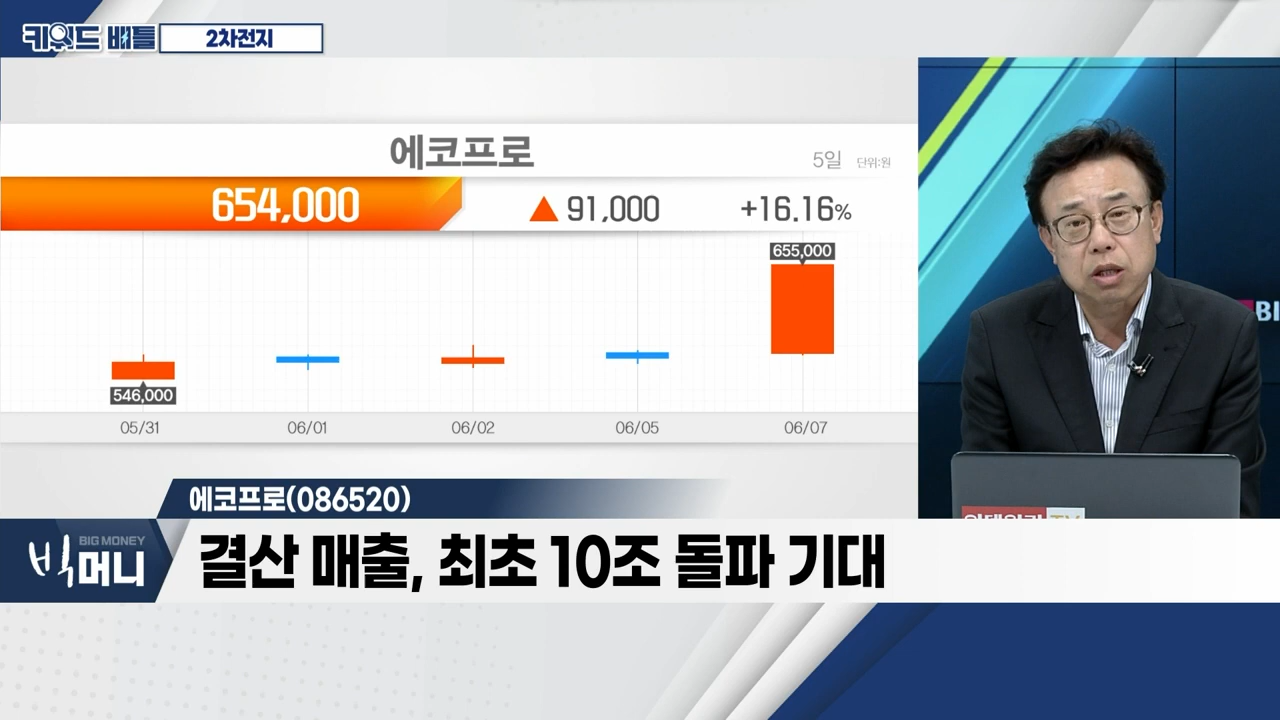 키워드 배틀
2차전지
에코프로
5일 단위:원
654,000 ▲ 91,000 +16.16%
655,000
546,000
05/31 06/01 06/02 06/05 06/07
BI
에코프로(086520)
BIG MONEY
빅머니
결산 매출, 최초 10조 돌파 기대